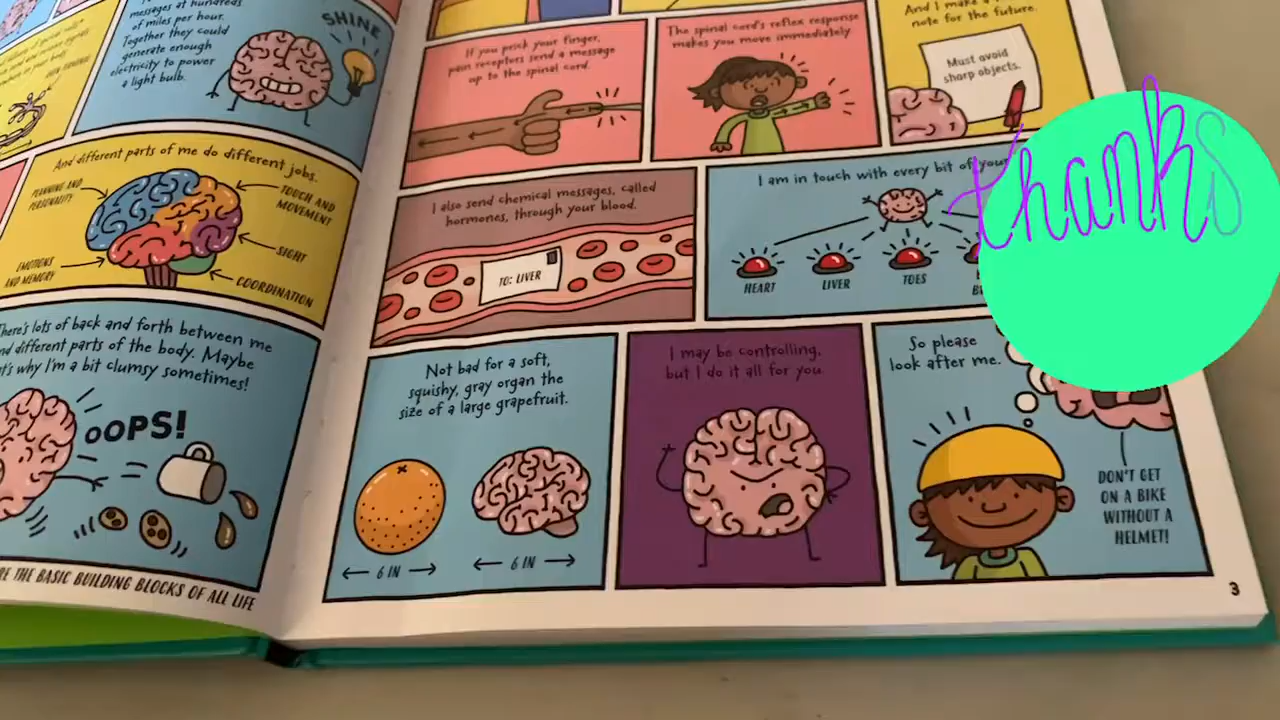 messages at hundreds
of miles per hour.
Together they could
generate enough
electricity to power
a light bulb.
SHINE
And different parts of me do different jobs.
PLANNING AND
PERSONALITY
TOUCH AND
MOVEMENT
SIGHT
EMOTIONS
AND MEMORY
COORDINATION
There's lots of back and forth between me
and different parts of the body. Maybe
that's why I'm a bit clumsy sometimes!
OOPS!
ARE THE BASIC BUILDING BLOCKS OF ALL LIFE
If you prick your finger,
pain receptors send a message
up to the spinal cord.
The spinal cord's reflex response
makes you move immediately
And I make a
note for the future.
Must avoid
sharp objects.
I also send chemical messages, called
hormones, through your blood.
TO: LIVER
I am in touch with every bit of your
HEART
LIVER
TOES
thanks
Not bad for a soft,
squishy, gray organ the
size of a large grapefruit.
6 IN
6 IN
I may be controlling,
but I do it all for you.
So please
look after me.
DON'T GET
ON A BIKE
WITHOUT A
HELMET!
3